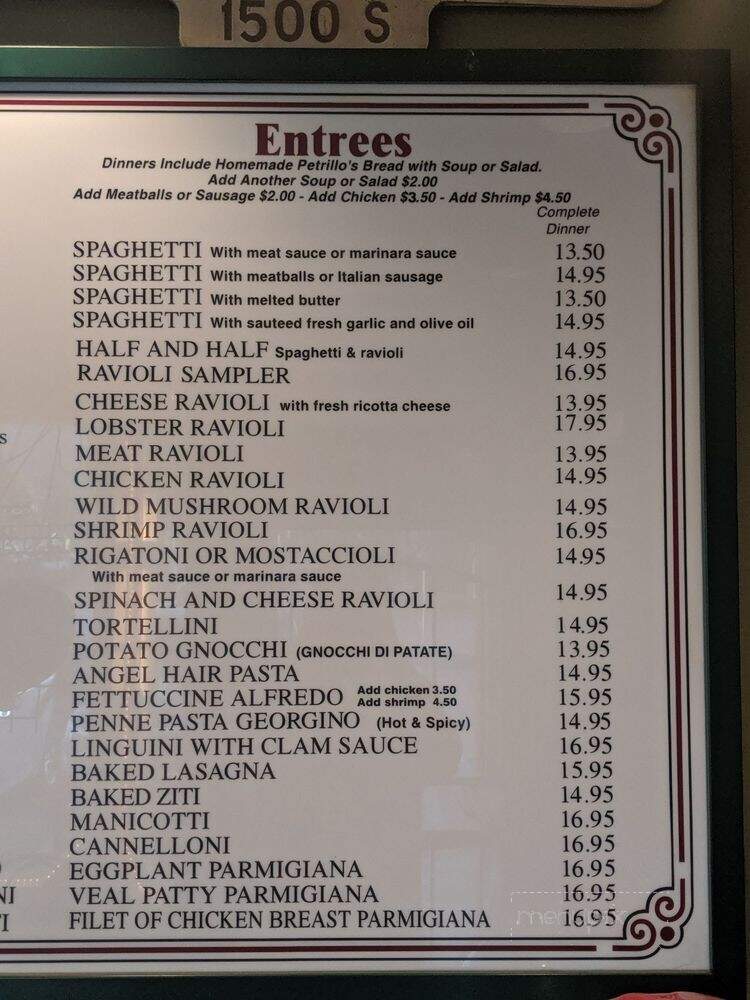 1500 S
Entrees
Dinners Include Homemade Petrillo's Bread with Soup or Salad.
Add Another Soup or Salad $2.00
Add Meatballs or Sausage $2.00 - Add Chicken $3.50 - Add Shrimp $4.50
Complete
Dinner
SPAGHETTI With meat sauce or marinara sauce 13.50
SPAGHETTI With meatballs or Italian sausage 14.95
SPAGHETTI With melted butter 13.50
SPAGHETTI With sauteed fresh garlic and olive oil 14.95
HALF AND HALF Spaghetti & ravioli 14.95
RAVIOLI SAMPLER 16.95
CHEESE RAVIOLI with fresh ricotta cheese 13.95
LOBSTER RAVIOLI 17.95
S
MEAT RAVIOLI 13.95
CHICKEN RAVIOLI 14.95
WILD MUSHROOM RAVIOLI 14.95
SHRIMP RAVIOLI 16.95
RIGATONI OR MOSTACCIOLI 14.95
With meat sauce or marinara sauce
SPINACH AND CHEESE RAVIOLI 14.95
TORTELLINI 14.95
POTATO GNOCCHI (GNOCCHI DI PATATE) 13.95
ANGEL HAIR PASTA 14.95
FETTUCCINE ALFREDO Add chicken 3.50 15.95
Add shrimp 4.50
PENNE PASTA GEORGINO (Hot & Spicy) 14.95
LINGUINI WITH CLAM SAUCE 16.95
BAKED LASAGNA 15.95
BAKED ZITI 14.95
MANICOTTI 16.95
CANNELLONI 16.95
EGGPLANT PARMIGIANA 16.95
NI VEAL PATTY PARMIGIANA 16.95
FILET OF CHICKEN BREAST PARMIGIANA 16.95